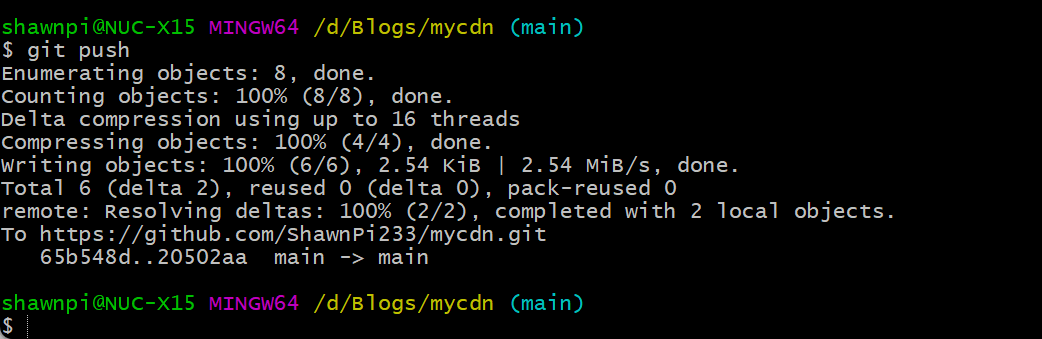 shawnpi@NUC-X15 MINGW64 /d/Blogs/mycdn (main)
$ git push
Enumerating objects: 8, done.
Counting objects: 100% (8/8), done.
Delta compression using up to 16 threads
Compressing objects: 100% (4/4), done.
Writing objects: 100% (6/6), 2.54 KiB | 2.54 MiB/s, done.
Total 6 (delta 2), reused 0 (delta 0), pack-reused 0
remote: Resolving deltas: 100% (2/2), completed with 2 local objects.
To https://github.com/ShawnPi233/mycdn.git
   65b548d..20502aa  main -> main
shawnpi@NUC-X15 MINGW64 /d/Blogs/mycdn (main)
$